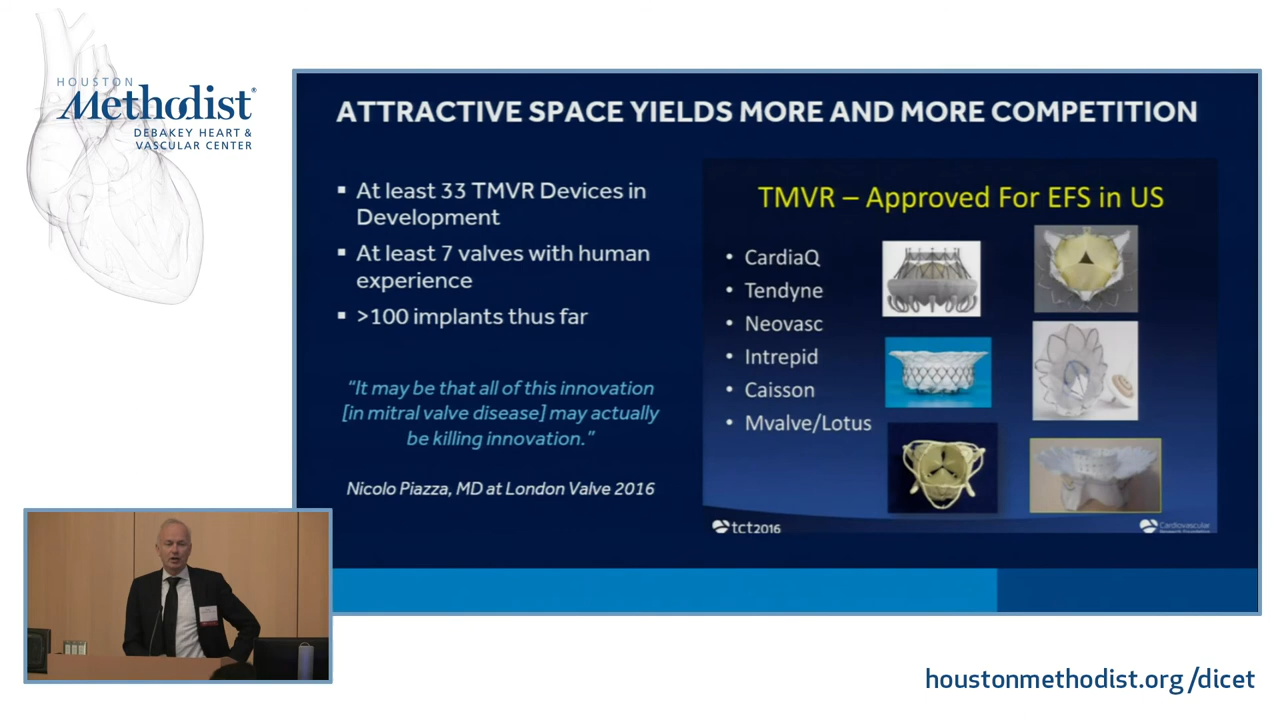 HOUSTON
Methodist®
DEBAKEY HEART &
VASCULAR CENTER
ATTRACTIVE SPACE YIELDS MORE AND MORE COMPETITION
▪ At least 33 TMVR Devices in
Development
▪ At least 7 valves with human
experience
▪ >100 implants thus far
"It may be that all of this innovation
[in mitral valve disease] may actually
be killing innovation."
Nicolo Piazza, MD at London Valve 2016
TMVR – Approved For EFS in US
• CardiaQ
• Tendyne
• Neovasc
• Intrepid
• Caisson
• Mvalve/Lotus
tct2016
Cardiovascular
Research Foundation
houstonmethodist.org/dicet